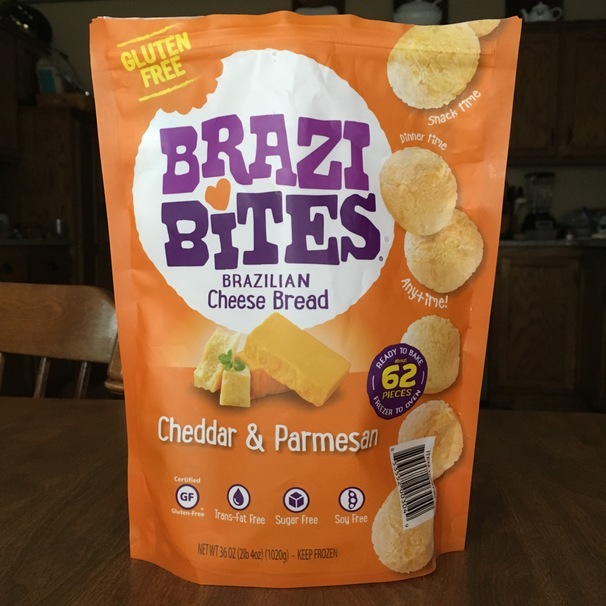 GLUTEN
FREE
BRAZI
BiTES®
BRAZILIAN
Cheese Bread
Snack time
Dinner time
Anytime!
READY TO BAKE
about
62
PIECES
FREEZER TO OVEN
Cheddar & Parmesan
Certified
GF
Gluten-Free
Trans-Fat Free
Sugar Free
Soy Free
NET WT 36 OZ (2lb 4oz) (1020g) - KEEP FROZEN